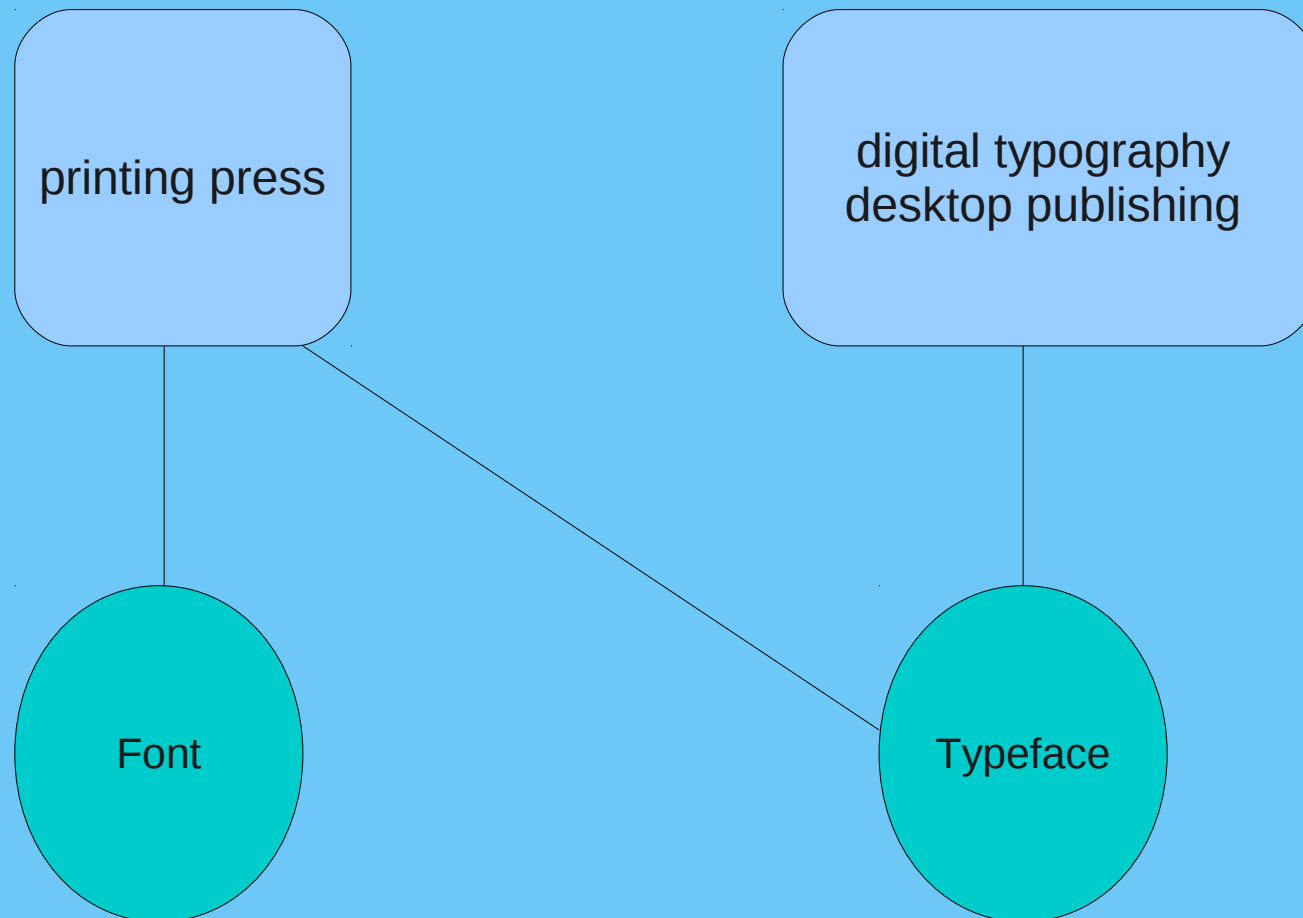 printing press
digital typography
desktop publishing
Font
Typeface